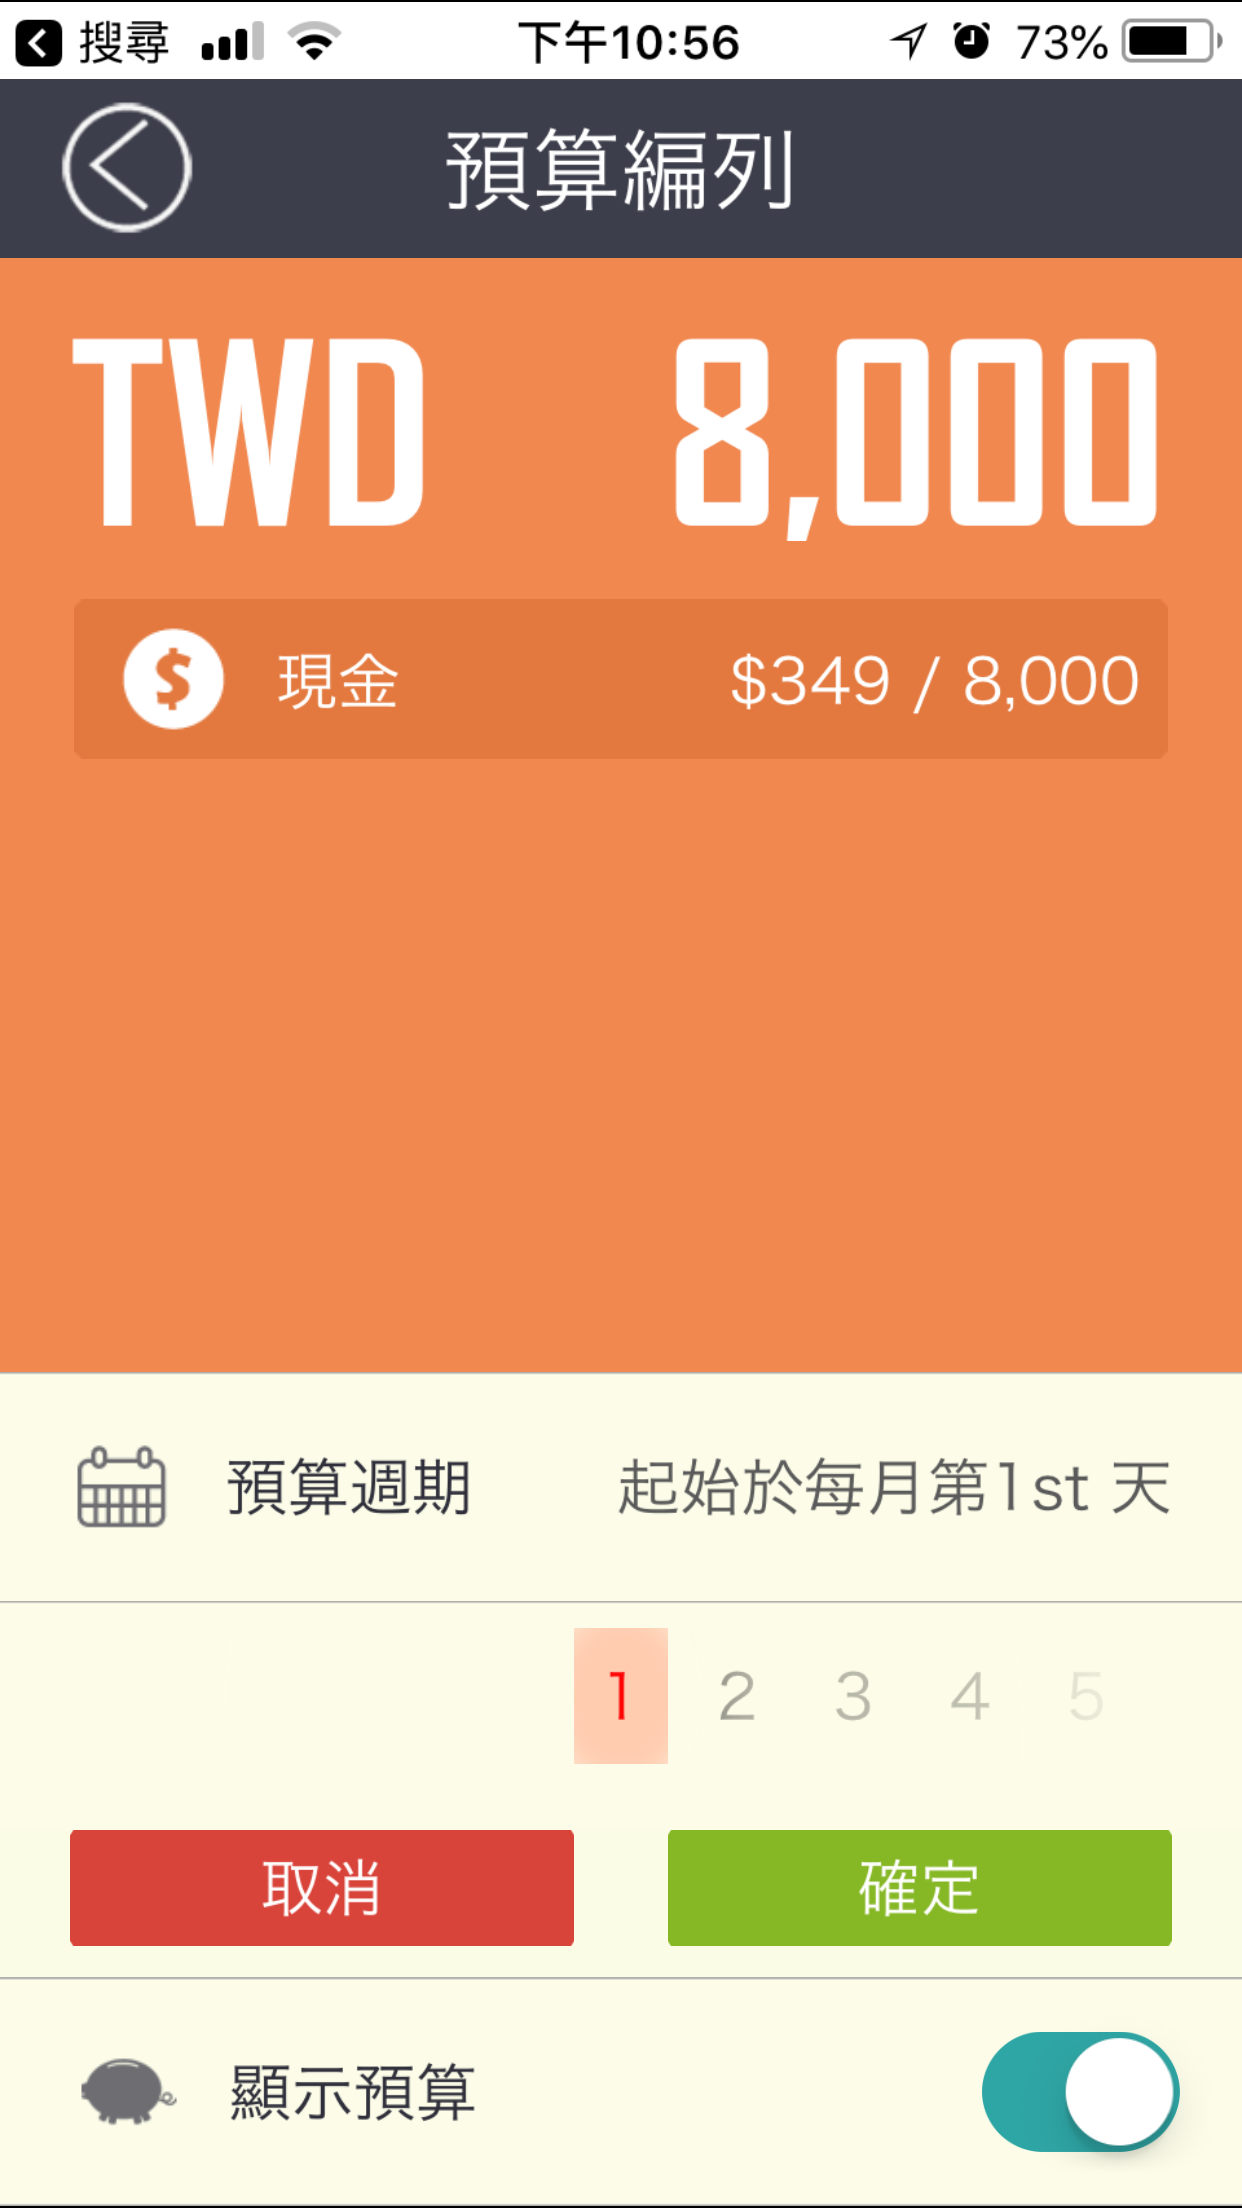 搜尋 下午10:56 73%
預算編列
TWD 8,000
現金 $349 / 8,000
預算週期 起始於每月第1st 天
1 2 3 4 5
取消 確定
顯示預算